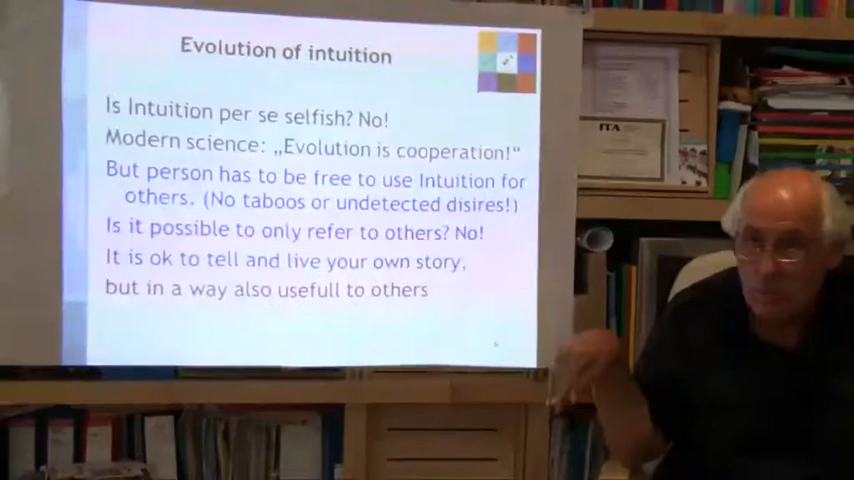 Evolution of intuition
Is Intuition per se selfish? No!
Modern science: „Evolution is cooperation!“
But person has to be free to use Intuition for
others. (No taboos or undetected disires!)
Is it possible to only refer to others? No!
It is ok to tell and live your own story,
but in a way also usefull to others
ITA